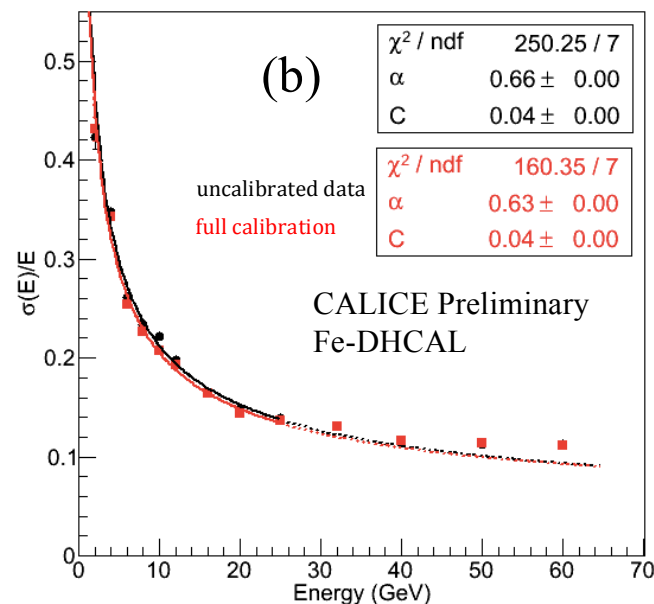 (b)
χ² / ndf 250.25 / 7
α 0.66 ± 0.00
C 0.04 ± 0.00
χ² / ndf 160.35 / 7
α 0.63 ± 0.00
C 0.04 ± 0.00
uncalibrated data
full calibration
CALICE Preliminary
Fe-DHCAL
σ(E)/E
0.5
0.4
0.3
0.2
0.1
0
0 10 20 30 40 50 60 70
Energy (GeV)